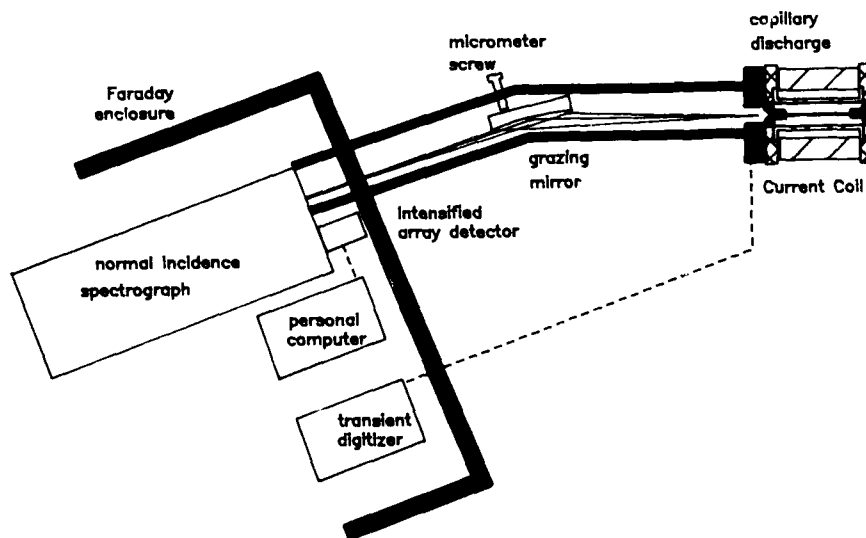 capillary
discharge
micrometer
screw
Faraday
enclosure
grazing
mirror
Current Coil
Intensified
array detector
normal incidence
spectrograph
personal
computer
transient
digitizer